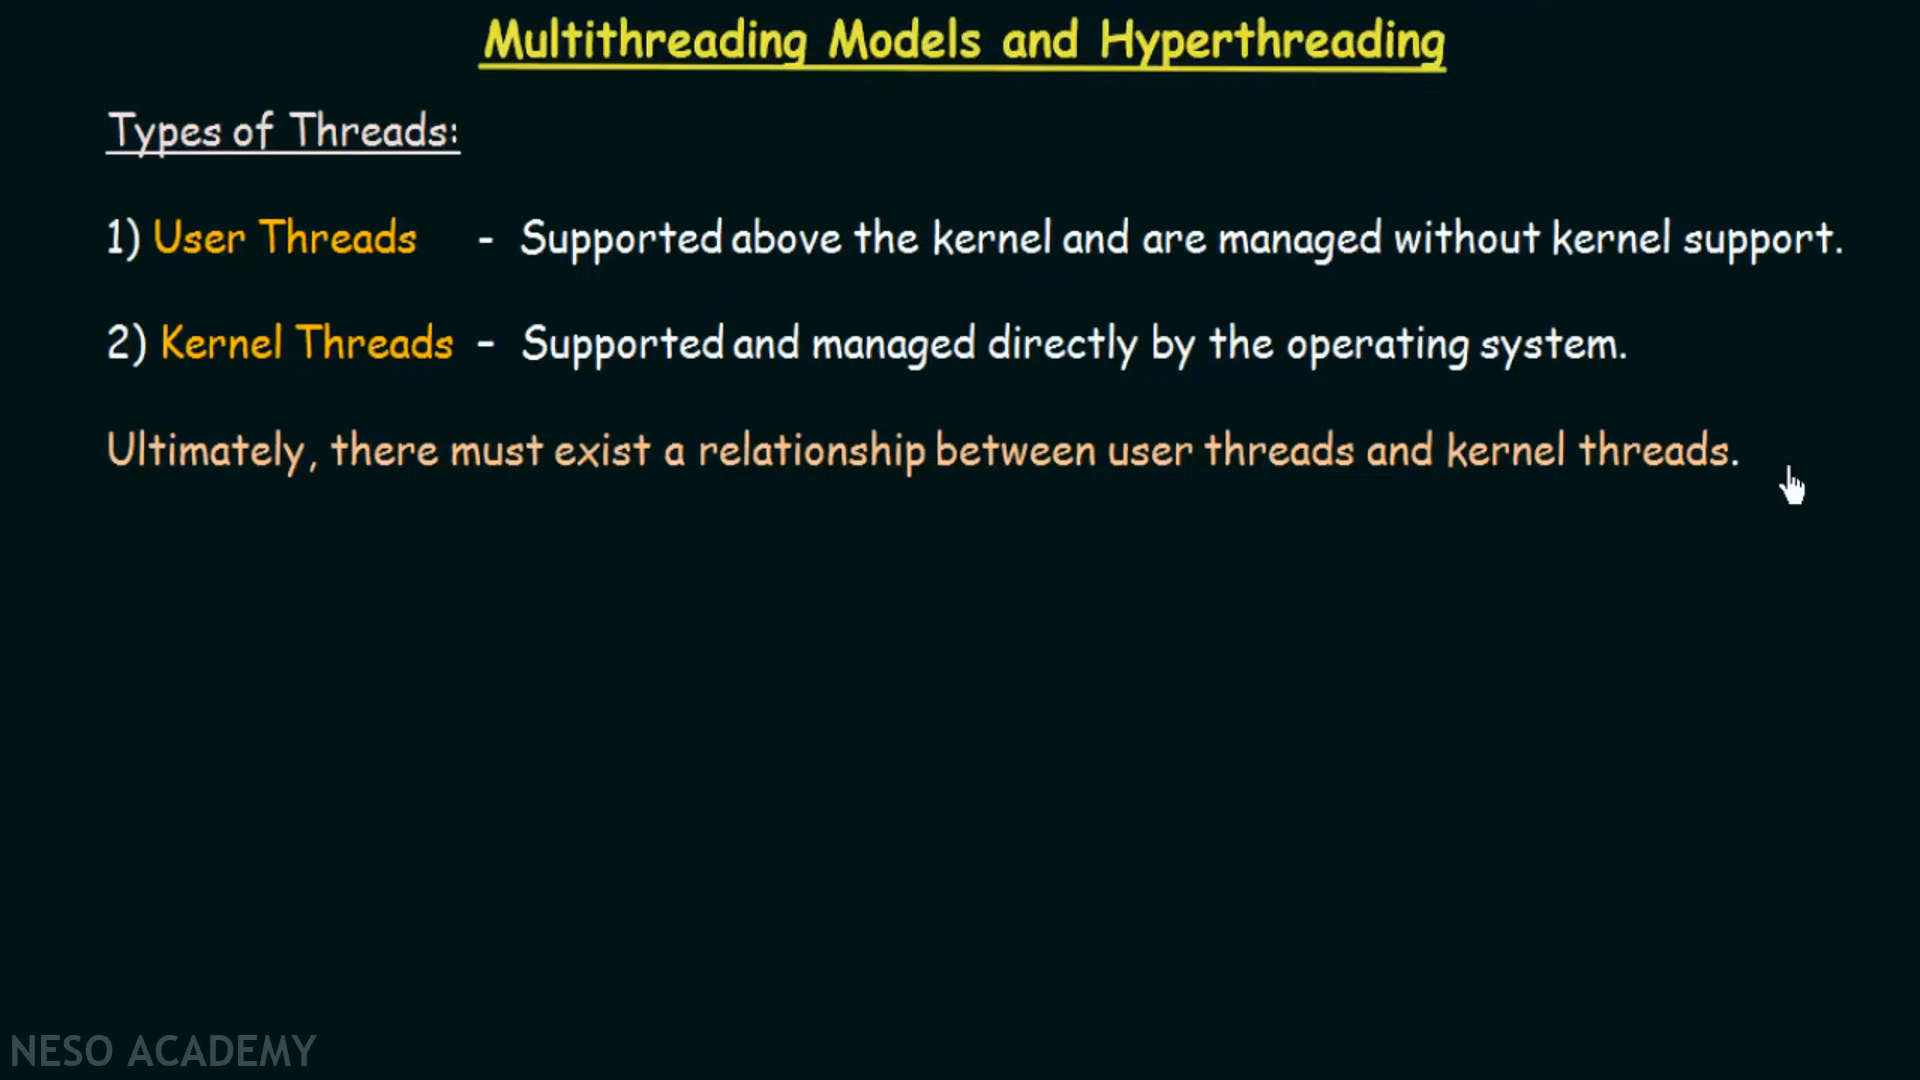 Multithreading Models and Hyperthreading
Types of Threads:
1) User Threads - Supported above the kernel and are managed without kernel support.
2) Kernel Threads - Supported and managed directly by the operating system.
Ultimately, there must exist a relationship between user threads and kernel threads.
NESO ACADEMY